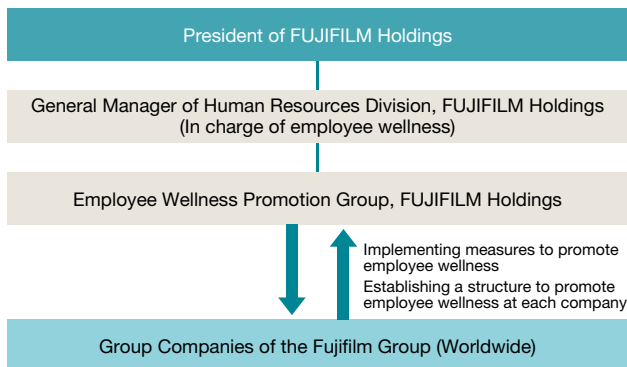 President of FUJIFILM Holdings
General Manager of Human Resources Division, FUJIFILM Holdings
(In charge of employee wellness)
Employee Wellness Promotion Group, FUJIFILM Holdings
Implementing measures to promote
employee wellness
Establishing a structure to promote
employee wellness at each company
Group Companies of the Fujifilm Group (Worldwide)